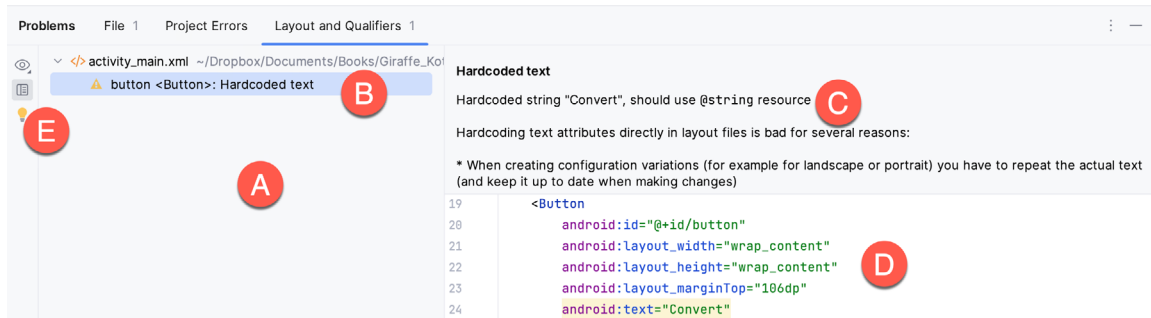 Problems File 1 Project Errors Layout and Qualifiers 1
</> activity_main.xml ~/Dropbox/Documents/Books/Giraffe_Kot
button <Button>: Hardcoded text
B
E
A
Hardcoded text
Hardcoded string "Convert", should use @string resource
C
Hardcoding text attributes directly in layout files is bad for several reasons:
* When creating configuration variations (for example for landscape or portrait) you have to repeat the actual text
(and keep it up to date when making changes)
19 <Button
20 android:id="@+id/button"
21 android:layout_width="wrap_content"
22 android:layout_height="wrap_content"
D
23 android:layout_marginTop="106dp"
24 android:text="Convert"